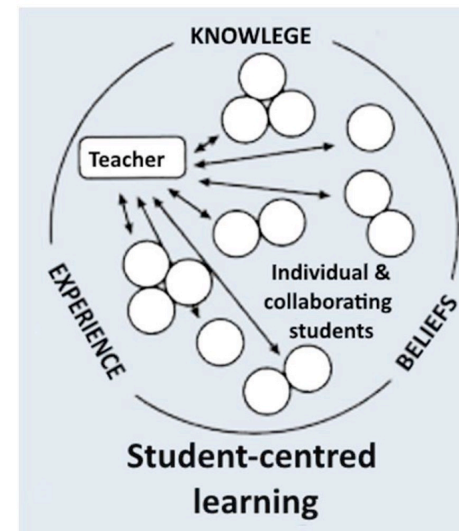 KNOWLEGE
Teacher
Individual &
collaborating
students
EXPERIENCE
BELIEFS
Student-centred
learning